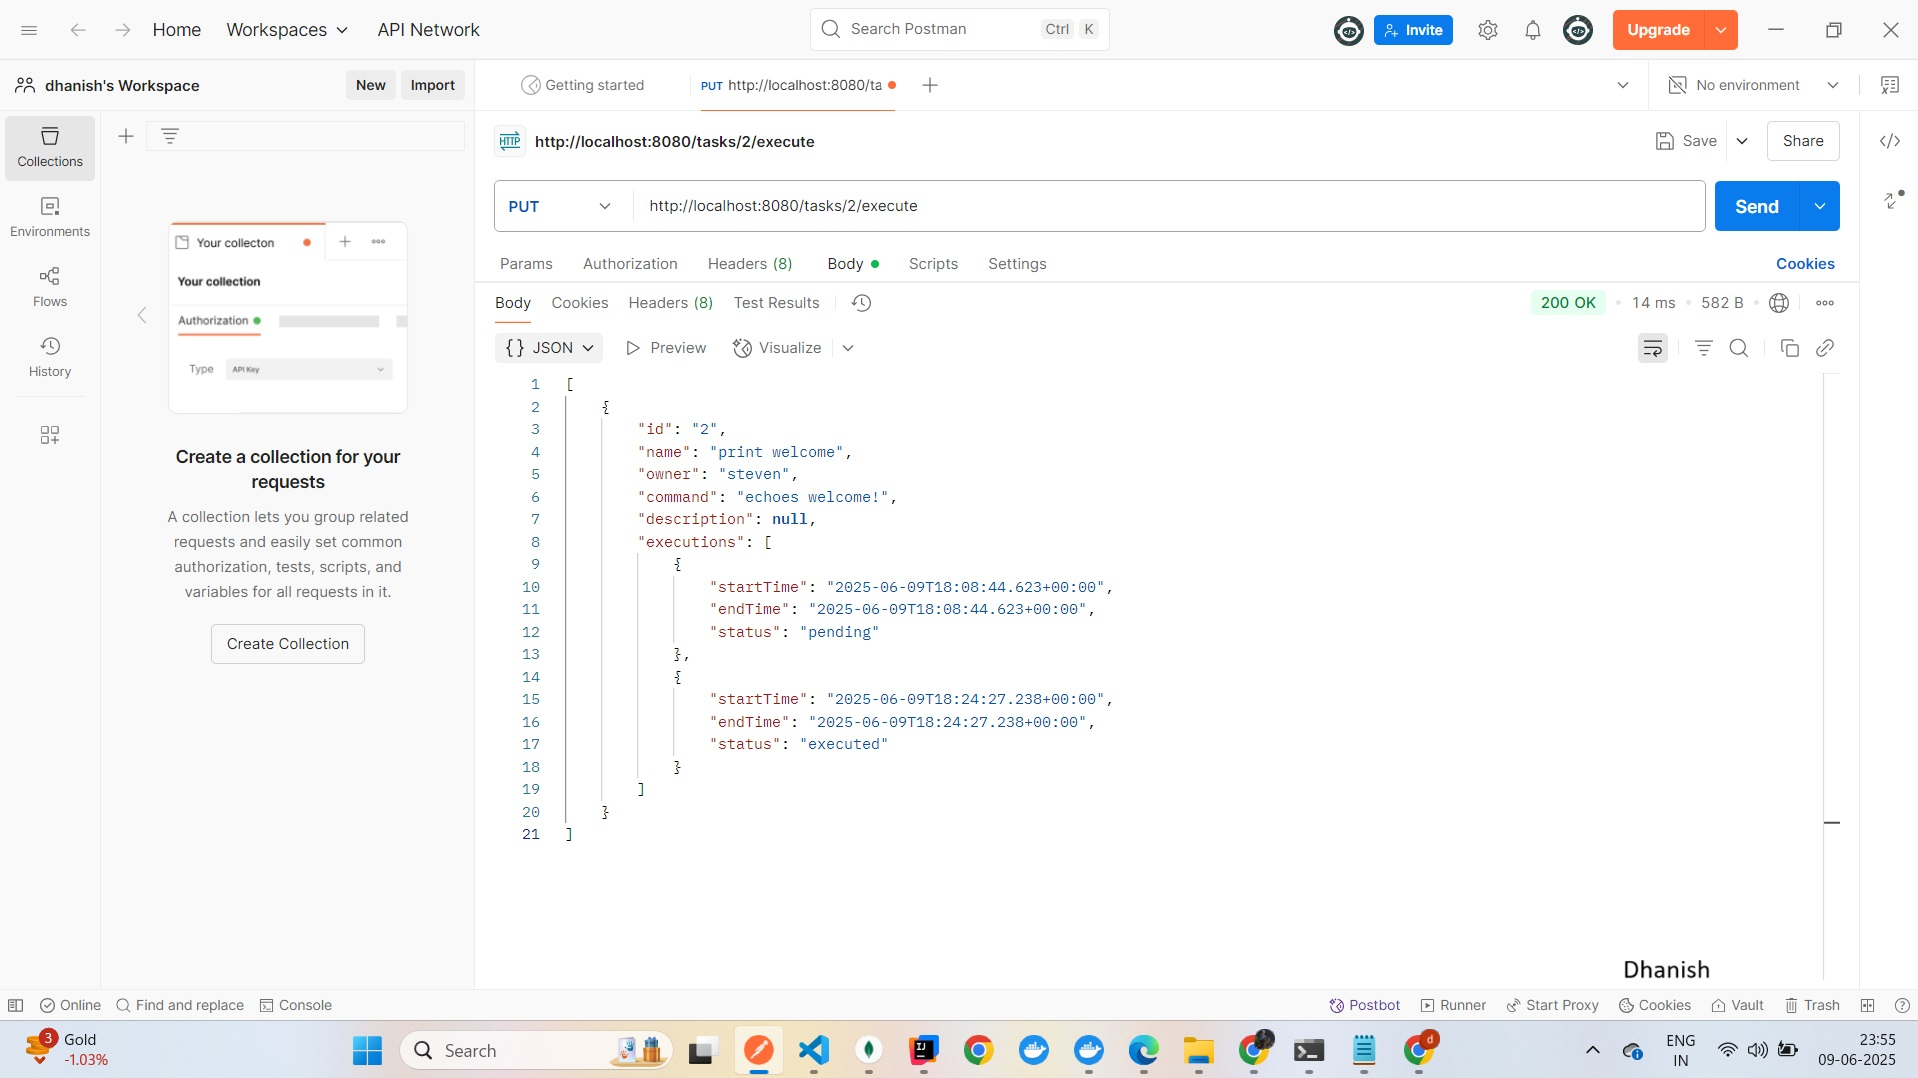 Home
Workspaces
API Network
Search Postman
Ctrl K
Invite
Upgrade
dhanish's Workspace
New
Import
Getting started
PUT http://localhost:8080/ta
No environment
Collections
Environments
Flows
History
Your collecton
Your collection
Authorization
Type
API Key
Create a collection for your
requests
A collection lets you group related
requests and easily set common
authorization, tests, scripts, and
variables for all requests in it.
Create Collection
HTTP
http://localhost:8080/tasks/2/execute
Save
Share
PUT
http://localhost:8080/tasks/2/execute
Send
Params
Authorization
Headers (8)
Body
Scripts
Settings
Cookies
Body
Cookies
Headers (8)
Test Results
200 OK
14 ms
582 B
{} JSON
Preview
Visualize
1 [
2 {
3 "id": "2",
4 "name": "print welcome",
5 "owner": "steven",
6 "command": "echoes welcome!",
7 "description": null,
8 "executions": [
9 {
10 "startTime": "2025-06-09T18:08:44.623+00:00",
11 "endTime": "2025-06-09T18:08:44.623+00:00",
12 "status": "pending"
13 },
14 {
15 "startTime": "2025-06-09T18:24:27.238+00:00",
16 "endTime": "2025-06-09T18:24:27.238+00:00",
17 "status": "executed"
18 }
19 ]
20 }
21 ]
Dhanish
Online
Find and replace
Console
Postbot
Runner
Start Proxy
Cookies
Vault
Trash
3
Gold
-1.03%
Search
IJ
d
ENG
IN
23:55
09-06-2025